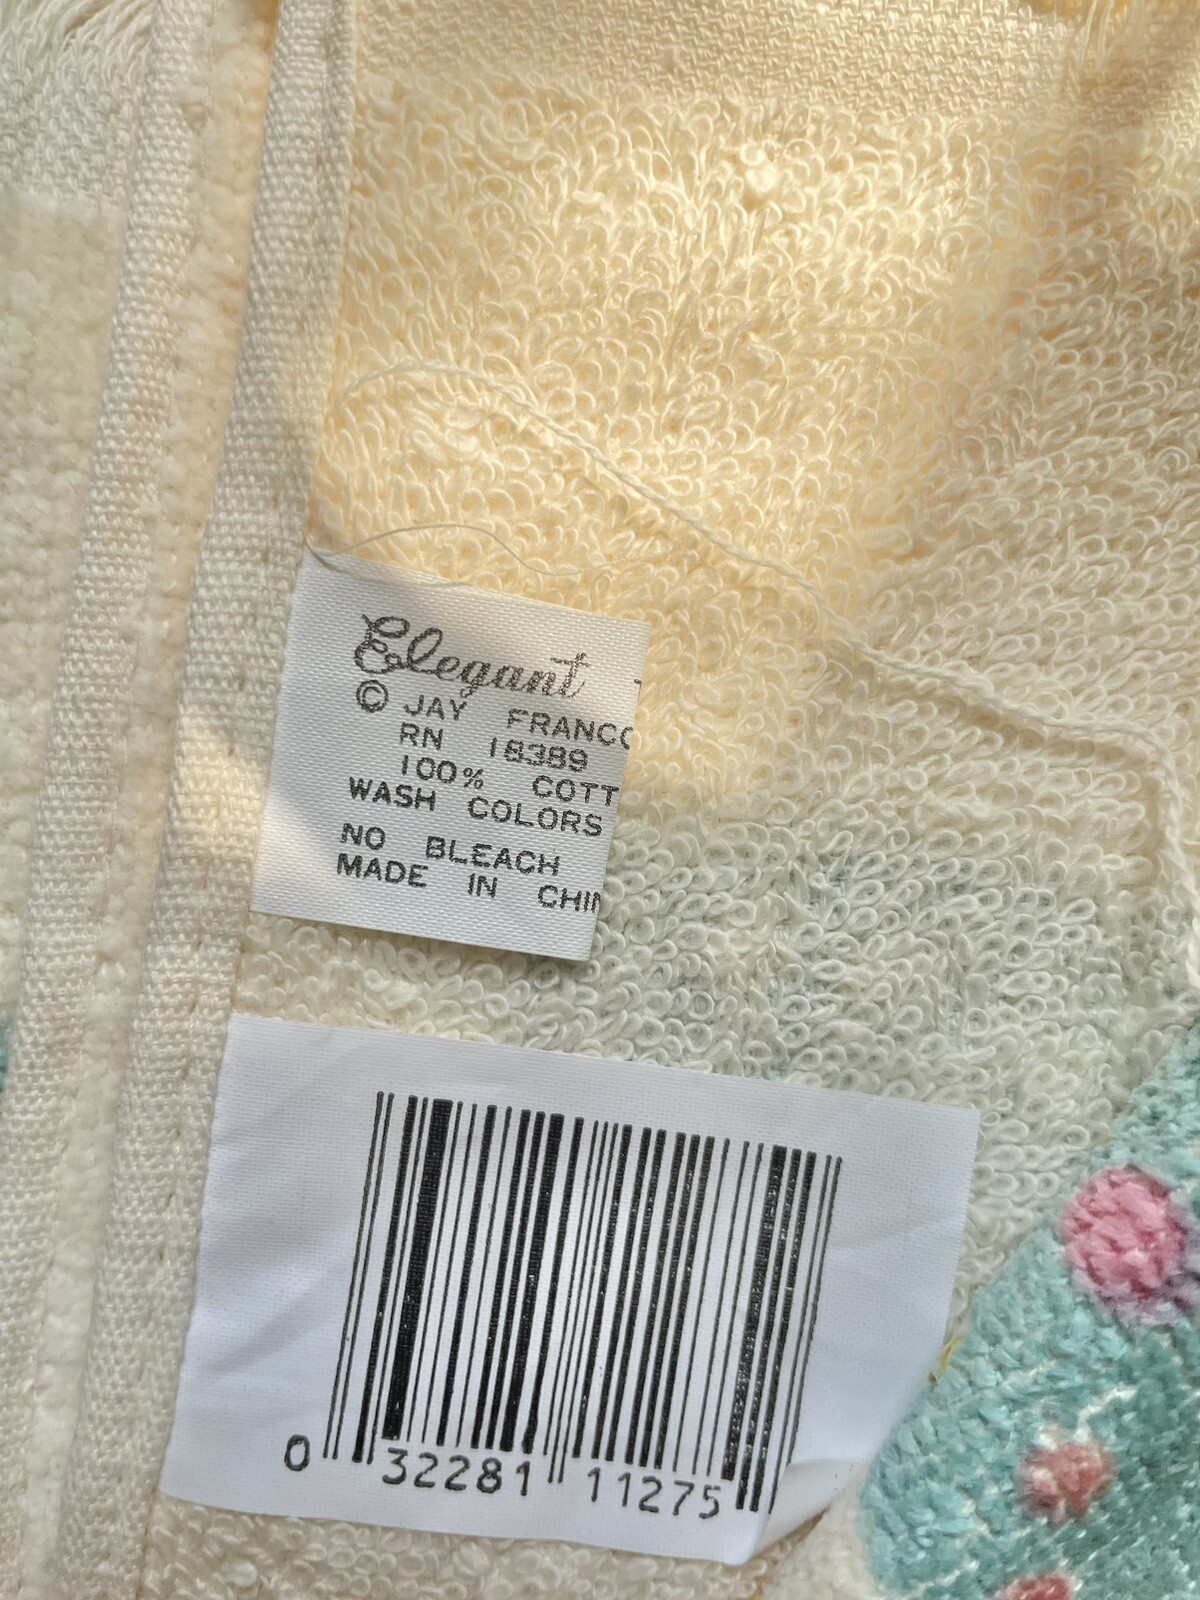 Elegant
© JAY FRANCO
RN 18389
100% COTT
WASH COLORS
NO BLEACH
MADE IN CHIN
0 32281 11275